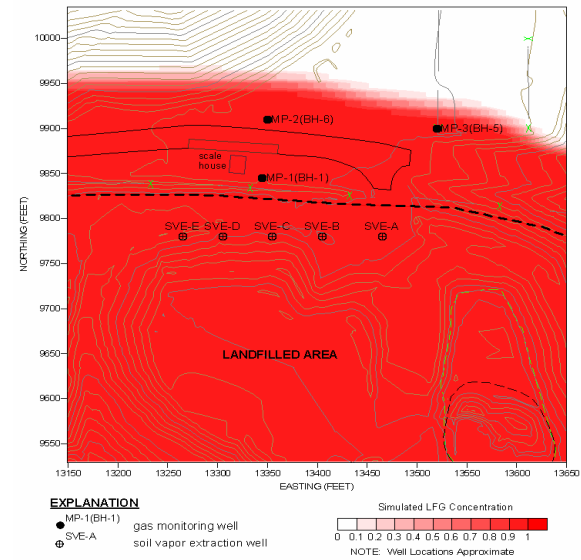 10000
9950
9900
9850
9800
9750
9700
9650
9600
9550
NORTHING (FEET)
MP-2(BH-6)
MP-3(BH-5)
scale
house
MP-1(BH-1)
SVE-E
SVE-D
SVE-C
SVE-B
SVE-A
LANDFILLED AREA
13150 13200 13250 13300 13350 13400 13450 13500 13550 13600 13650
EASTING (FEET)
EXPLANATION
MP-1(BH-1)
gas monitoring well
SVE-A
soil vapor extraction well
Simulated LFG Concentration
0 0.1 0.2 0.3 0.4 0.5 0.6 0.7 0.8 0.9 1
NOTE: Well Locations Approximate